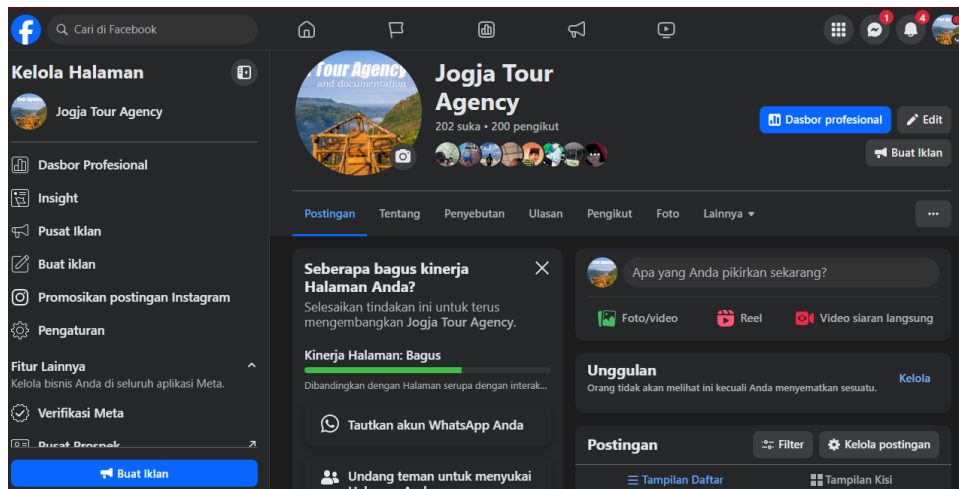 Cari di Facebook
1
4
Kelola Halaman
Jogja Tour Agency
Dasbor Profesional
Insight
Pusat Iklan
Buat iklan
Promosikan postingan Instagram
Pengaturan
Fitur Lainnya
Kelola bisnis Anda di seluruh aplikasi Meta.
Verifikasi Meta
Pusat Prospek
Buat Iklan
Tour Agency
and documentation
Jogja Tour
Agency
202 suka • 200 pengikut
Dasbor profesional
Edit
Buat Iklan
Postingan Tentang Penyebutan Ulasan Pengikut Foto Lainnya
Seberapa bagus kinerja
Halaman Anda?
Selesaikan tindakan ini untuk terus
mengembangkan Jogja Tour Agency.
Kinerja Halaman: Bagus
Dibandingkan dengan Halaman serupa dengan interak...
Tautkan akun WhatsApp Anda
Undang teman untuk menyukai
Apa yang Anda pikirkan sekarang?
Foto/video Reel Video siaran langsung
Unggulan
Orang tidak akan melihat ini kecuali Anda menyematkan sesuatu.
Kelola
Postingan
Filter
Kelola postingan
Tampilan Daftar
Tampilan Kisi